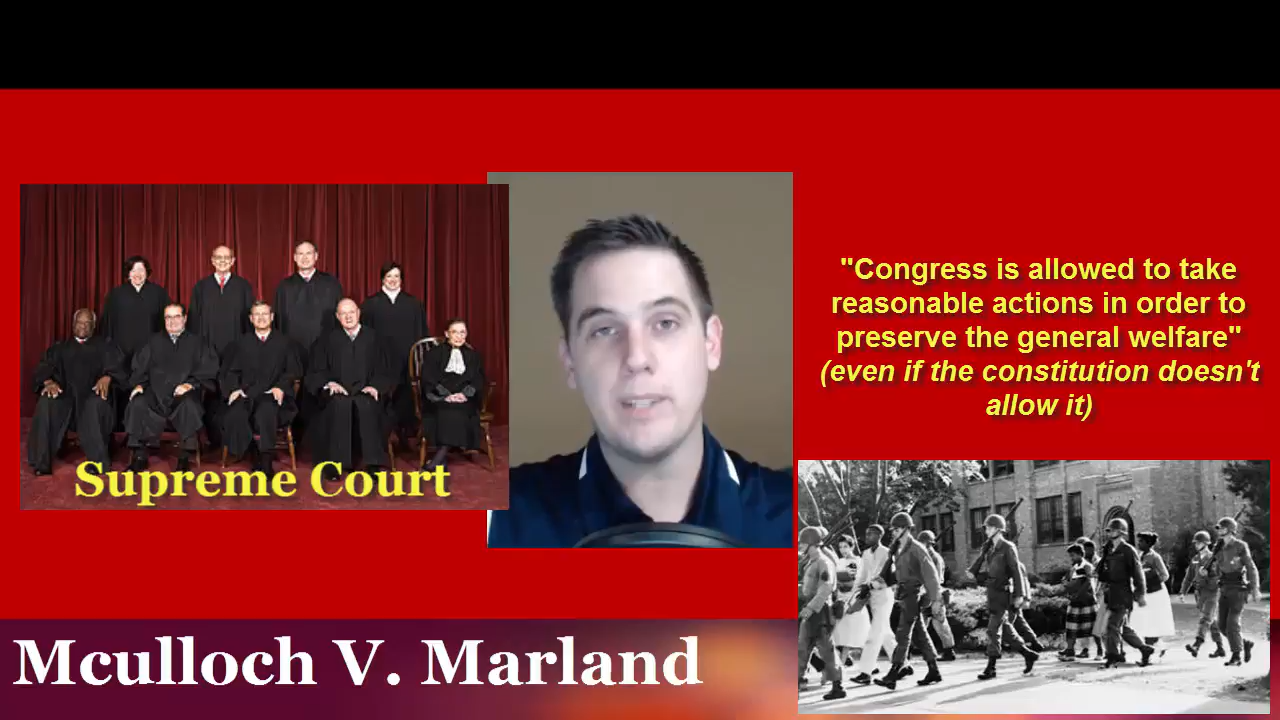 Supreme Court
"Congress is allowed to take
reasonable actions in order to
preserve the general welfare"
(even if the constitution doesn't
allow it)
Mculloch V. Marland